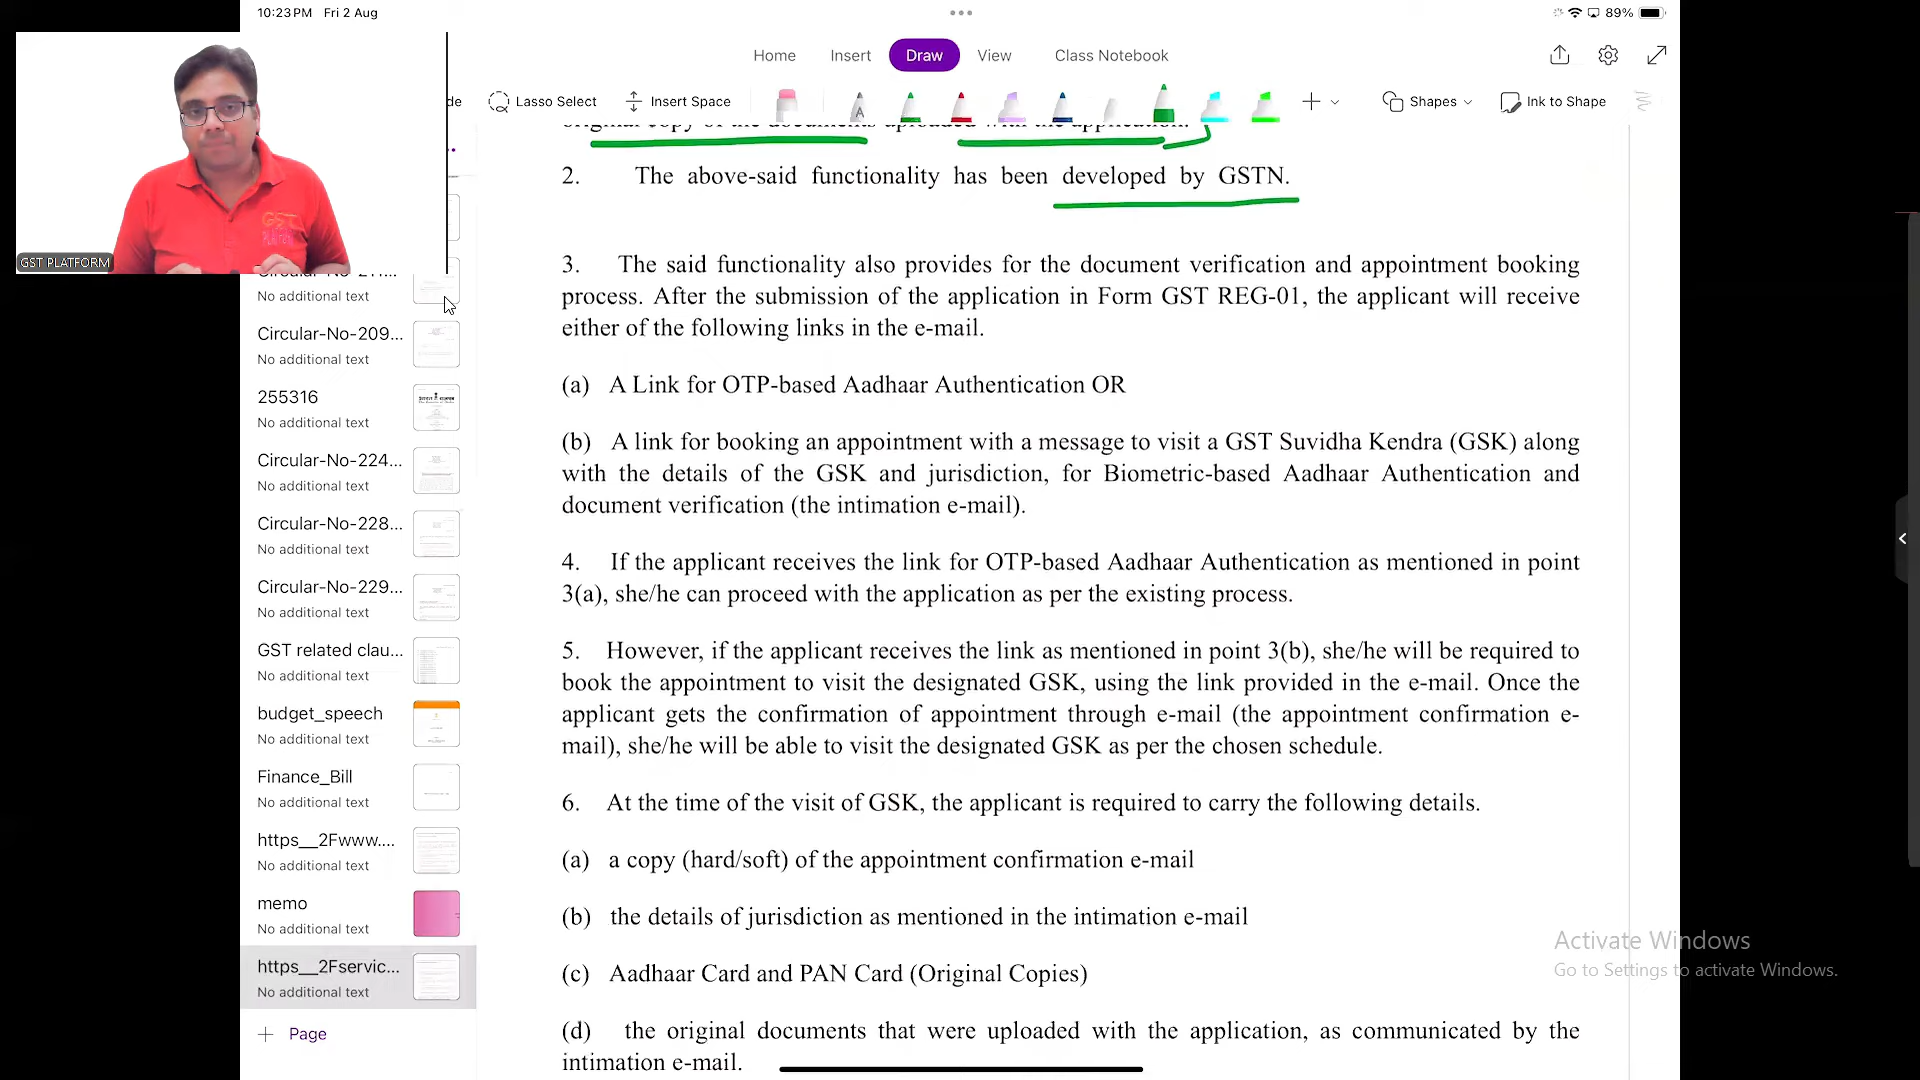 10:23 PM Fri 2 Aug
89%
Home Insert Draw View Class Notebook
de Lasso Select Insert Space A Shapes Ink to Shape
GST
PLATFORM
GST PLATFORM
No additional text
Circular-No-209...
No additional text
255316
No additional text
Circular-No-224...
No additional text
Circular-No-228...
No additional text
Circular-No-229...
No additional text
GST related clau...
No additional text
budget_speech
No additional text
Finance_Bill
No additional text
https__2Fwww....
No additional text
memo
No additional text
https__2Fservic...
No additional text
Page
original copy of the documents uploaded with the application.
2. The above-said functionality has been developed by GSTN.
3. The said functionality also provides for the document verification and appointment booking
process. After the submission of the application in Form GST REG-01, the applicant will receive
either of the following links in the e-mail.
(a) A Link for OTP-based Aadhaar Authentication OR
(b) A link for booking an appointment with a message to visit a GST Suvidha Kendra (GSK) along
with the details of the GSK and jurisdiction, for Biometric-based Aadhaar Authentication and
document verification (the intimation e-mail).
4. If the applicant receives the link for OTP-based Aadhaar Authentication as mentioned in point
3(a), she/he can proceed with the application as per the existing process.
5. However, if the applicant receives the link as mentioned in point 3(b), she/he will be required to
book the appointment to visit the designated GSK, using the link provided in the e-mail. Once the
applicant gets the confirmation of appointment through e-mail (the appointment confirmation e-
mail), she/he will be able to visit the designated GSK as per the chosen schedule.
6. At the time of the visit of GSK, the applicant is required to carry the following details.
(a) a copy (hard/soft) of the appointment confirmation e-mail
(b) the details of jurisdiction as mentioned in the intimation e-mail
(c) Aadhaar Card and PAN Card (Original Copies)
(d) the original documents that were uploaded with the application, as communicated by the
intimation e-mail.
Activate Windows
Go to Settings to activate Windows.